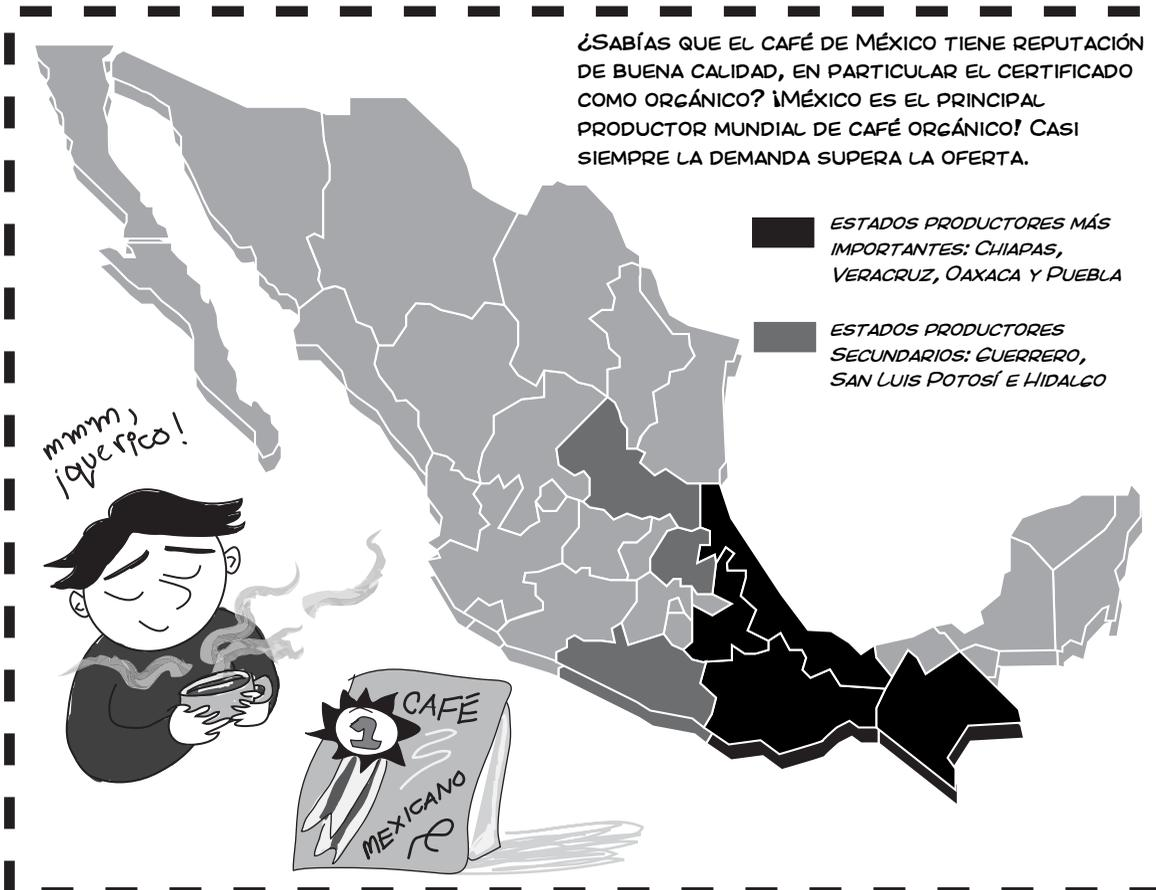 ¿Sabías que el café de México tiene reputación
de buena calidad, en particular el certificado
como orgánico? ¡México es el principal
productor mundial de café orgánico! Casi
siempre la demanda supera la oferta.
estados productores más
importantes: Chiapas,
Veracruz, Oaxaca y Puebla
estados productores
Secundarios: Guerrero,
San Luis Potosí e Hidalgo
mmm,
¡que rico!
CAFÉ
1
MEXICANO